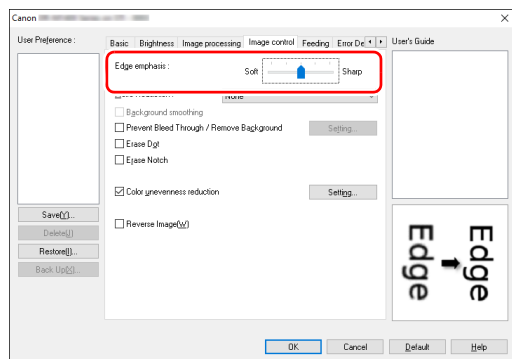 Canon
User Preference :
Basic Brightness Image processing Image control Feeding Error De
User's Guide
Edge emphasis :
Soft
Sharp
None
Background smoothing
Prevent Bleed Through / Remove Background
Setting...
Erase Dot
Erase Notch
Color unevenness reduction
Setting...
Save(Y)...
Delete(J)
Reverse Image(W)
Restore(I)...
Back Up(X)...
Edge
Edge
OK
Cancel
Default
Help